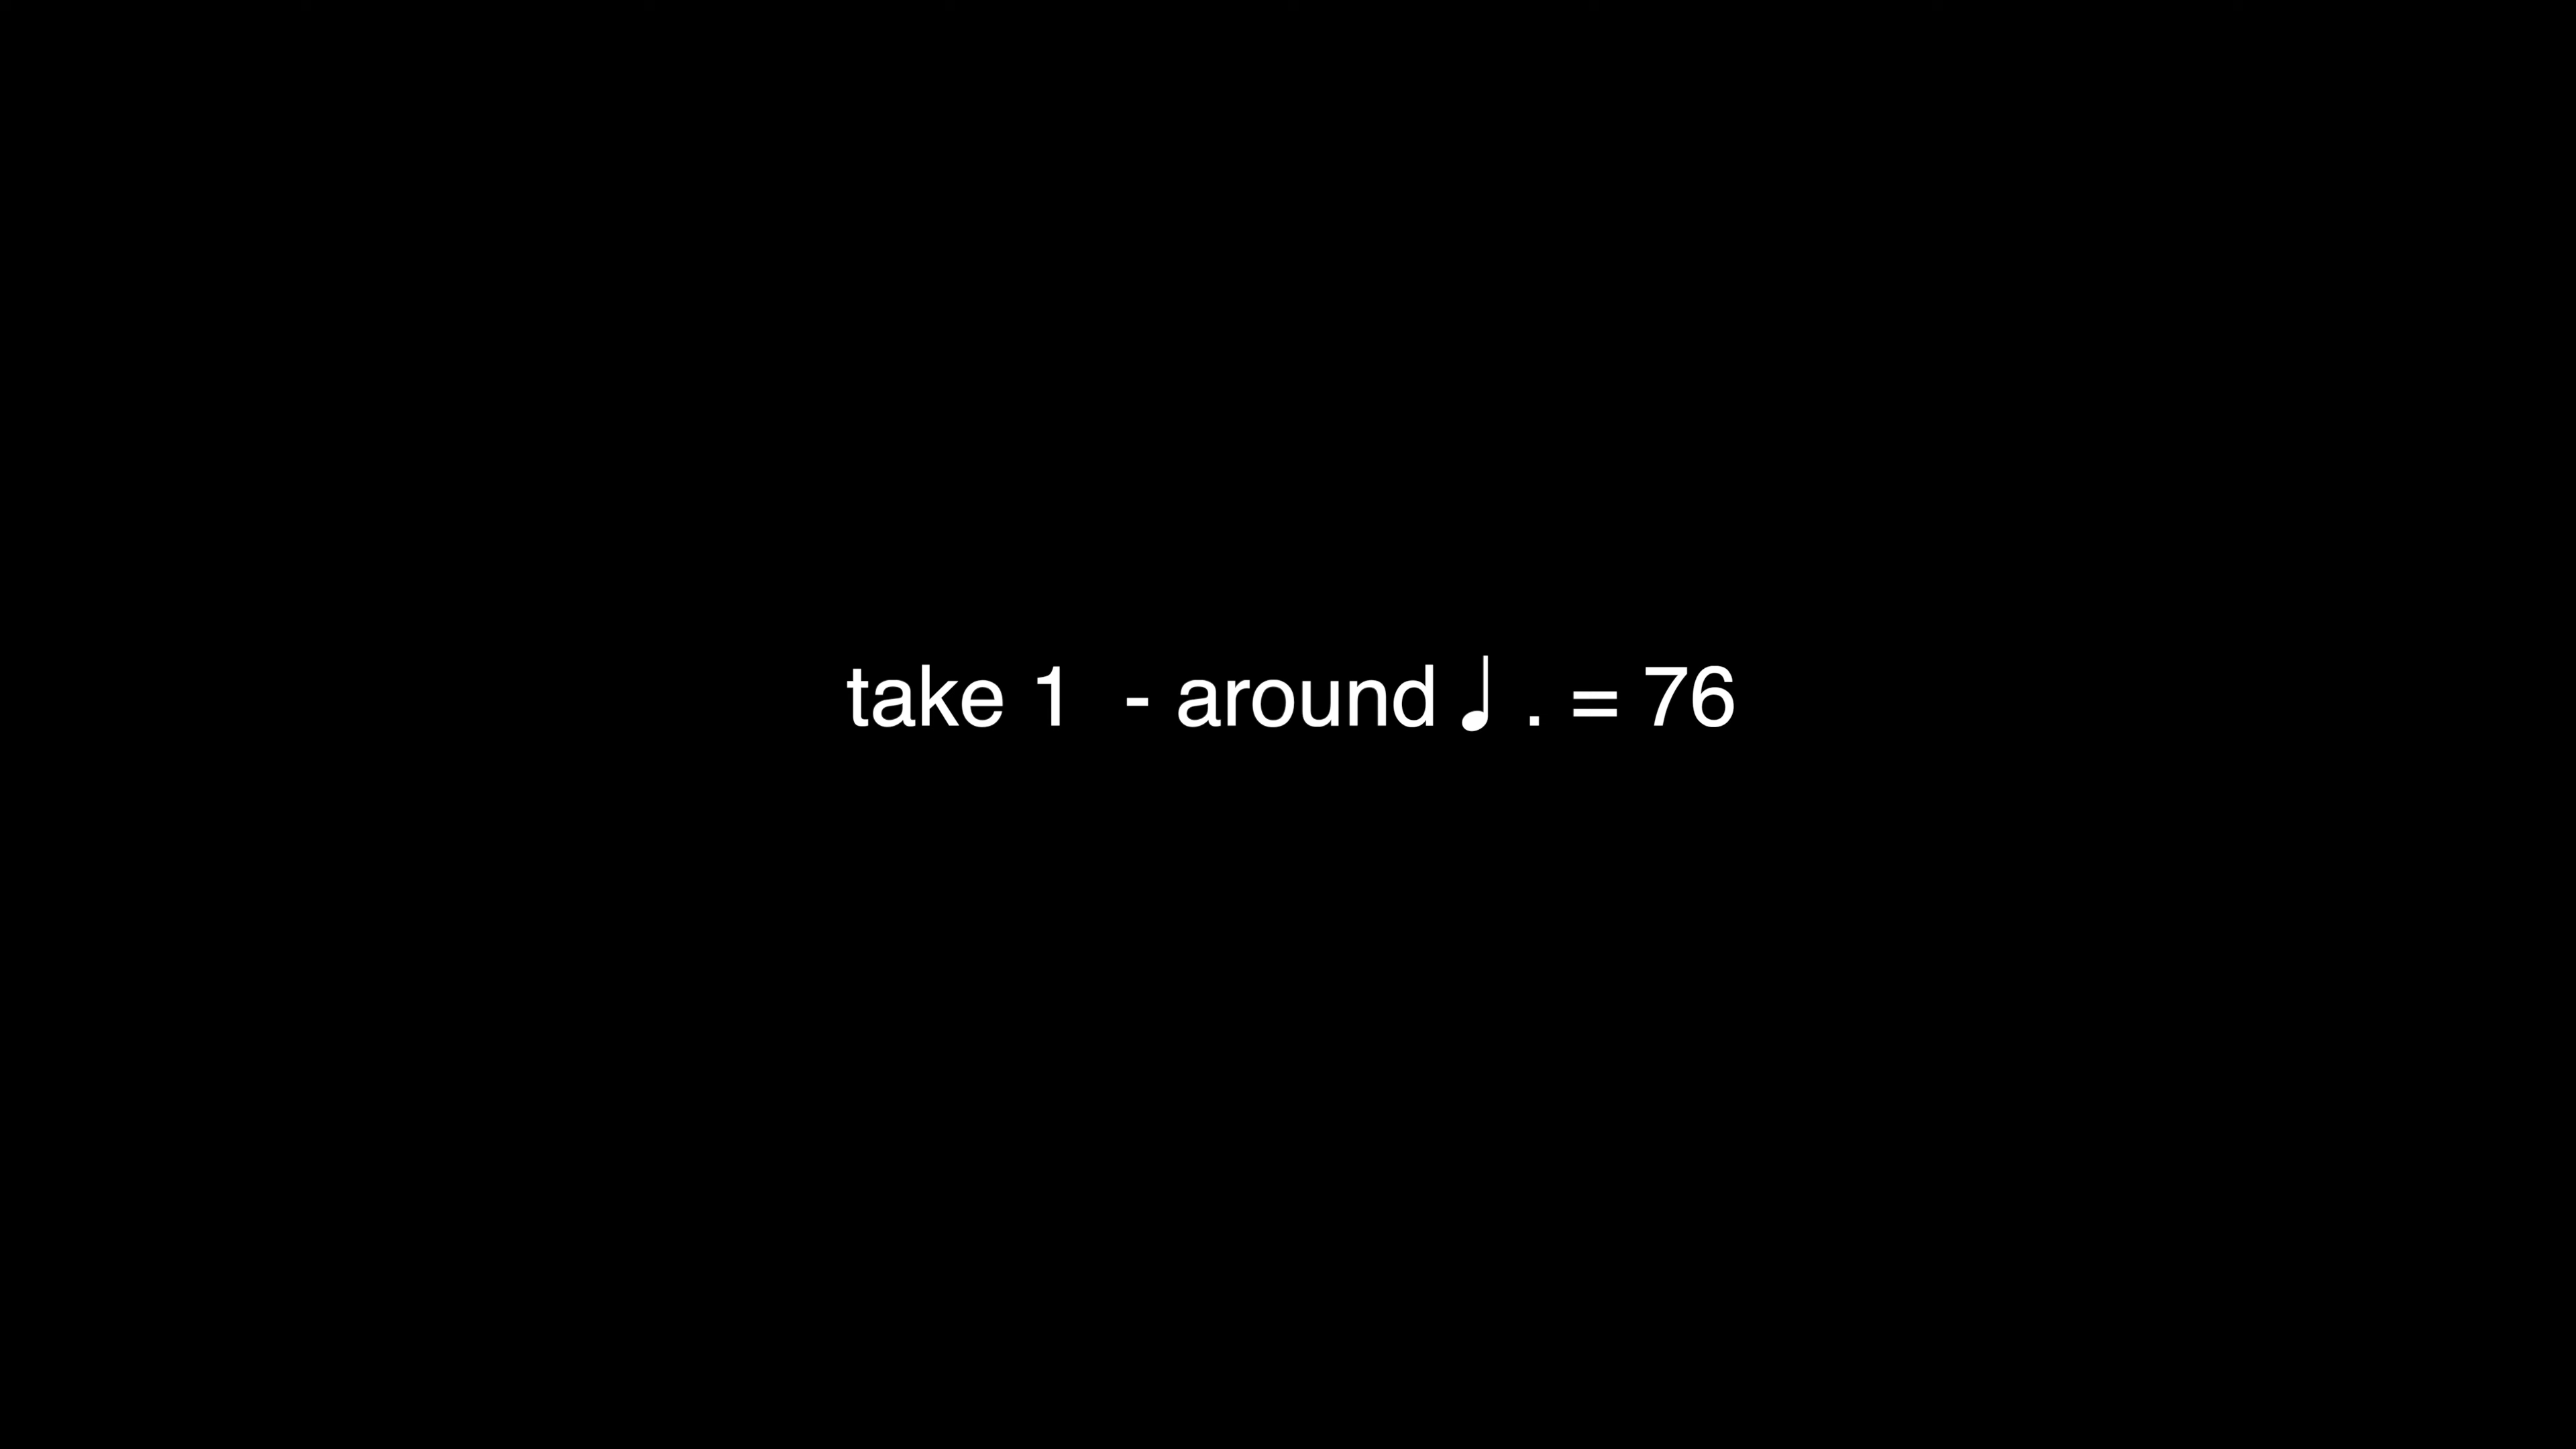 take 1  - around ♩ . = 76